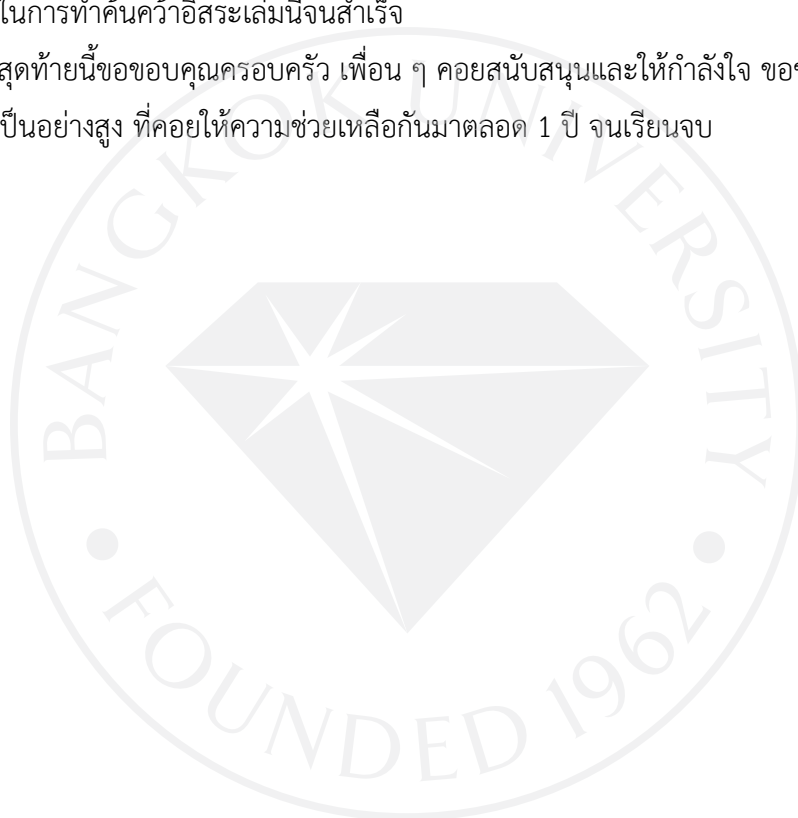 ในการทำค้นคว้าอิสระเล่มนี้จนสำเร็จ
สุดท้ายนี้ขอขอบคุณครอบครัว เพื่อน ๆ คอยสนับสนุนและให้กำลังใจ
เป็นอย่างสูง ที่คอยให้ความช่วยเหลือกันมาตลอด 1 ปี จนเรียนจบ
BANGKOK UNIVERSITY
FOUNDED 1962